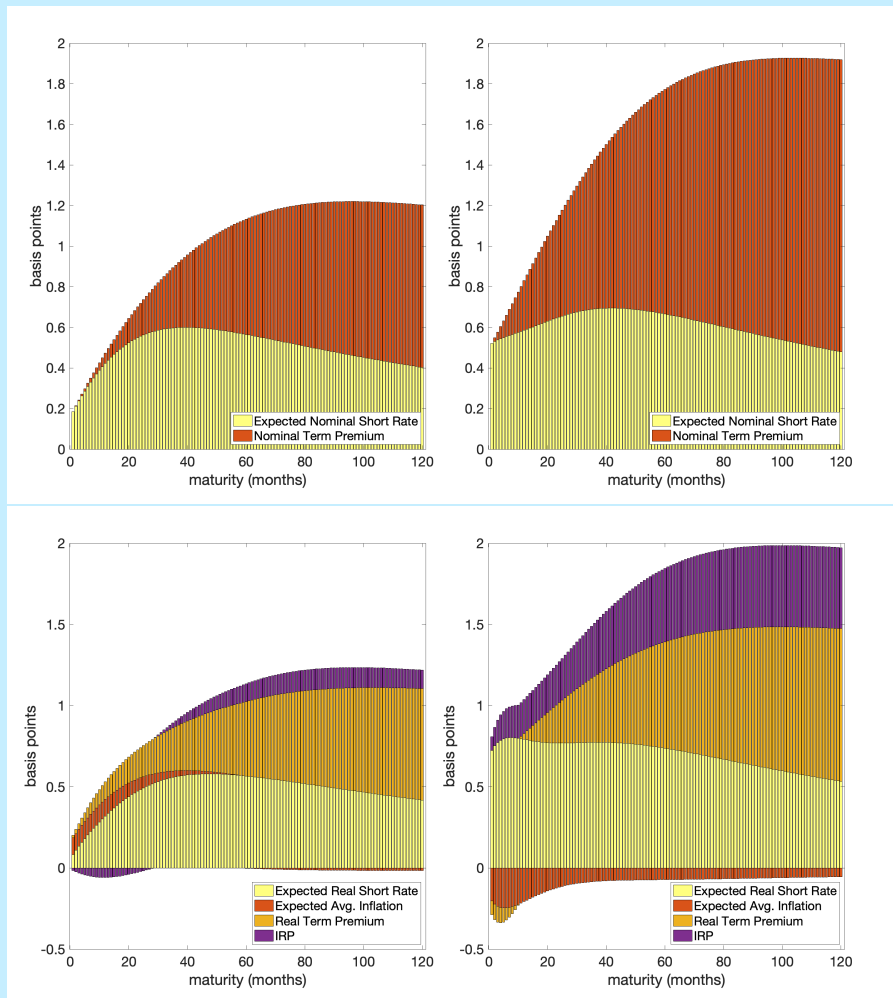 2
1.8
1.6
1.4
1.2
1
0.8
0.6
0.4
0.2
0
basis points
0 20 40 60 80 100 120
maturity (months)
Expected Nominal Short Rate
Nominal Term Premium
2
1.8
1.6
1.4
1.2
1
0.8
0.6
0.4
0.2
0
basis points
0 20 40 60 80 100 120
maturity (months)
Expected Nominal Short Rate
Nominal Term Premium
2
1.5
1
0.5
0
-0.5
basis points
0 20 40 60 80 100 120
maturity (months)
Expected Real Short Rate
Expected Avg. Inflation
Real Term Premium
IRP
2
1.5
1
0.5
0
-0.5
basis points
0 20 40 60 80 100 120
maturity (months)
Expected Real Short Rate
Expected Avg. Inflation
Real Term Premium
IRP